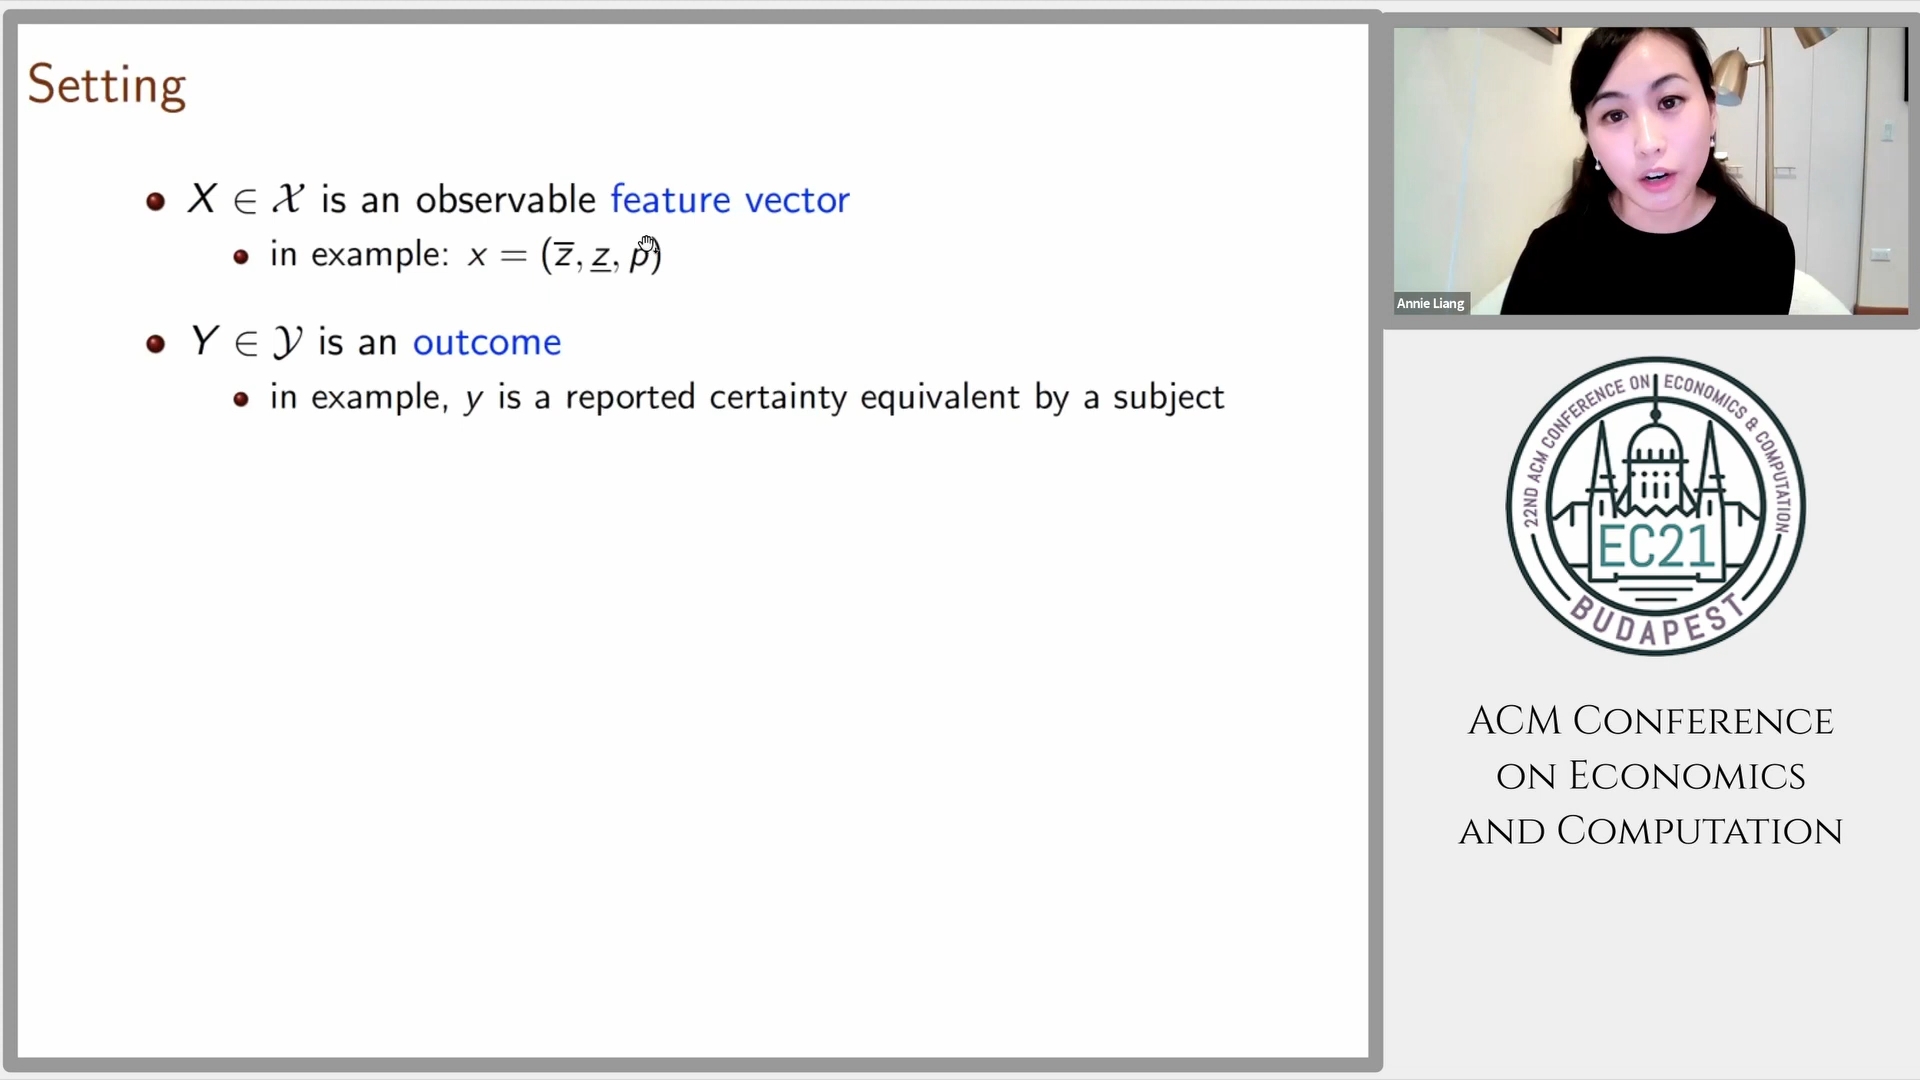 Setting
• X ∈ 𝒳 is an observable feature vector
• in example: x = (z̅, z̲, p)
• Y ∈ 𝒴 is an outcome
• in example, y is a reported certainty equivalent by a subject
Annie Liang
22ND ACM CONFERENCE ON ECONOMICS & COMPUTATION
EC21
BUDAPEST
ACM CONFERENCE
ON ECONOMICS
AND COMPUTATION